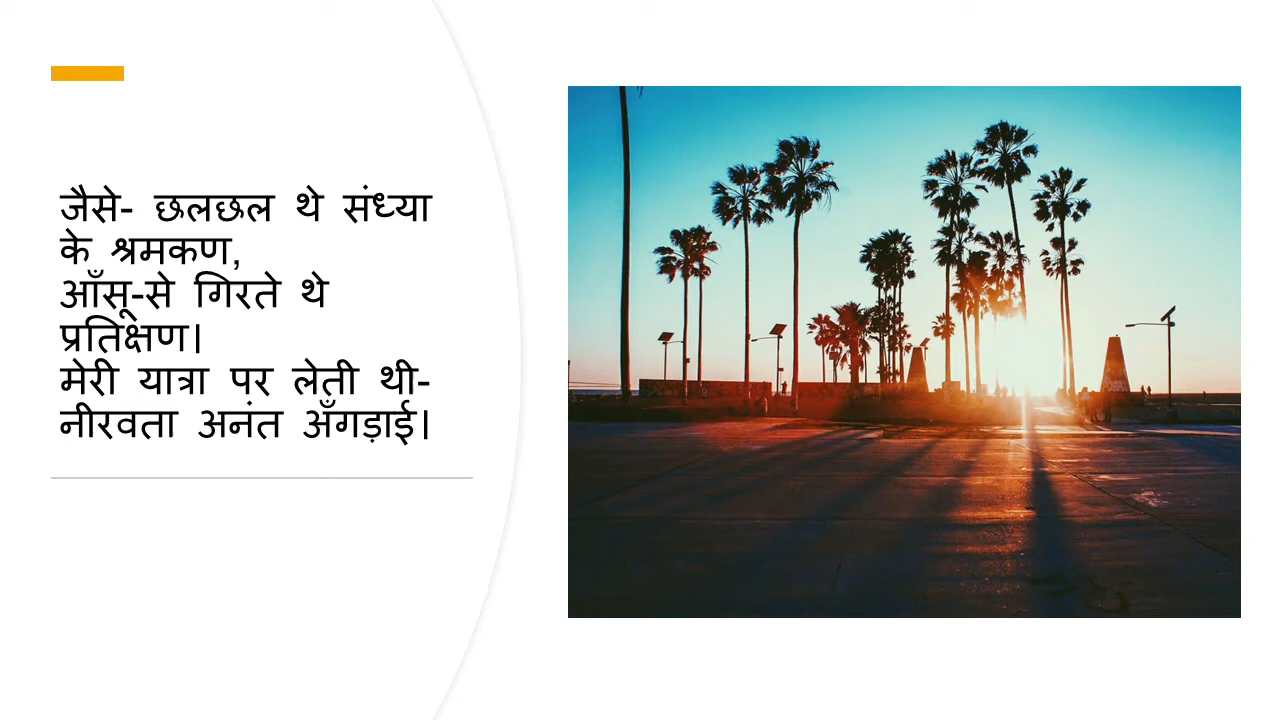 जैसे- छलछल थे संध्या
के श्रमकण,
आँसू-से गिरते थे
प्रतिक्षण।
मेरी यात्रा पर लेती थी-
नीरवता अनंत अँगड़ाई।